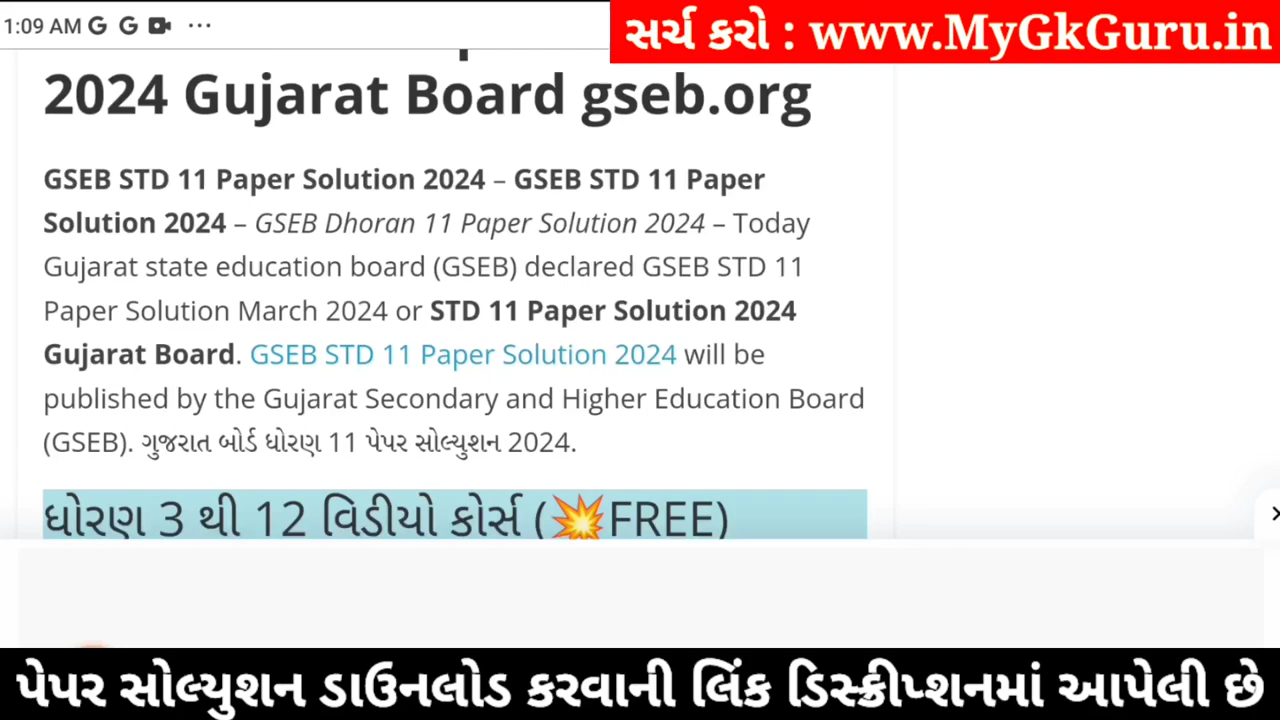 1:09 AM G G ...
સર્ચ કરો : www.MyGkGuru.in
2024 Gujarat Board gseb.org
GSEB STD 11 Paper Solution 2024 – GSEB STD 11 Paper
Solution 2024 – GSEB Dhoran 11 Paper Solution 2024 – Today
Gujarat state education board (GSEB) declared GSEB STD 11
Paper Solution March 2024 or STD 11 Paper Solution 2024
Gujarat Board. GSEB STD 11 Paper Solution 2024 will be
published by the Gujarat Secondary and Higher Education Board
(GSEB). ગુજરાત બોર્ડ ધોરણ 11 પેપર સોલ્યુશન 2024.
ધોરણ 3 થી 12 વિડીયો કોર્સ (💥FREE)
પેપર સોલ્યુશન ડાઉનલોડ કરવાની લિંક ડિસ્ક્રીપ્શનમાં આપેલી છે